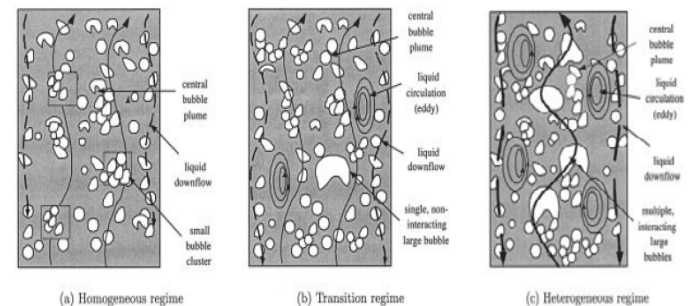 central
bubble
plume
liquid
downflow
small
bubble
cluster
(a) Homogeneous regime
central
bubble
plume
liquid
circulation
(eddy)
liquid
downflow
single, non-
interacting
large bubble
(b) Transition regime
central
bubble
plume
liquid
circulation
(eddy)
liquid
downflow
multiple,
interacting
large
bubbles
(c) Heterogeneous regime